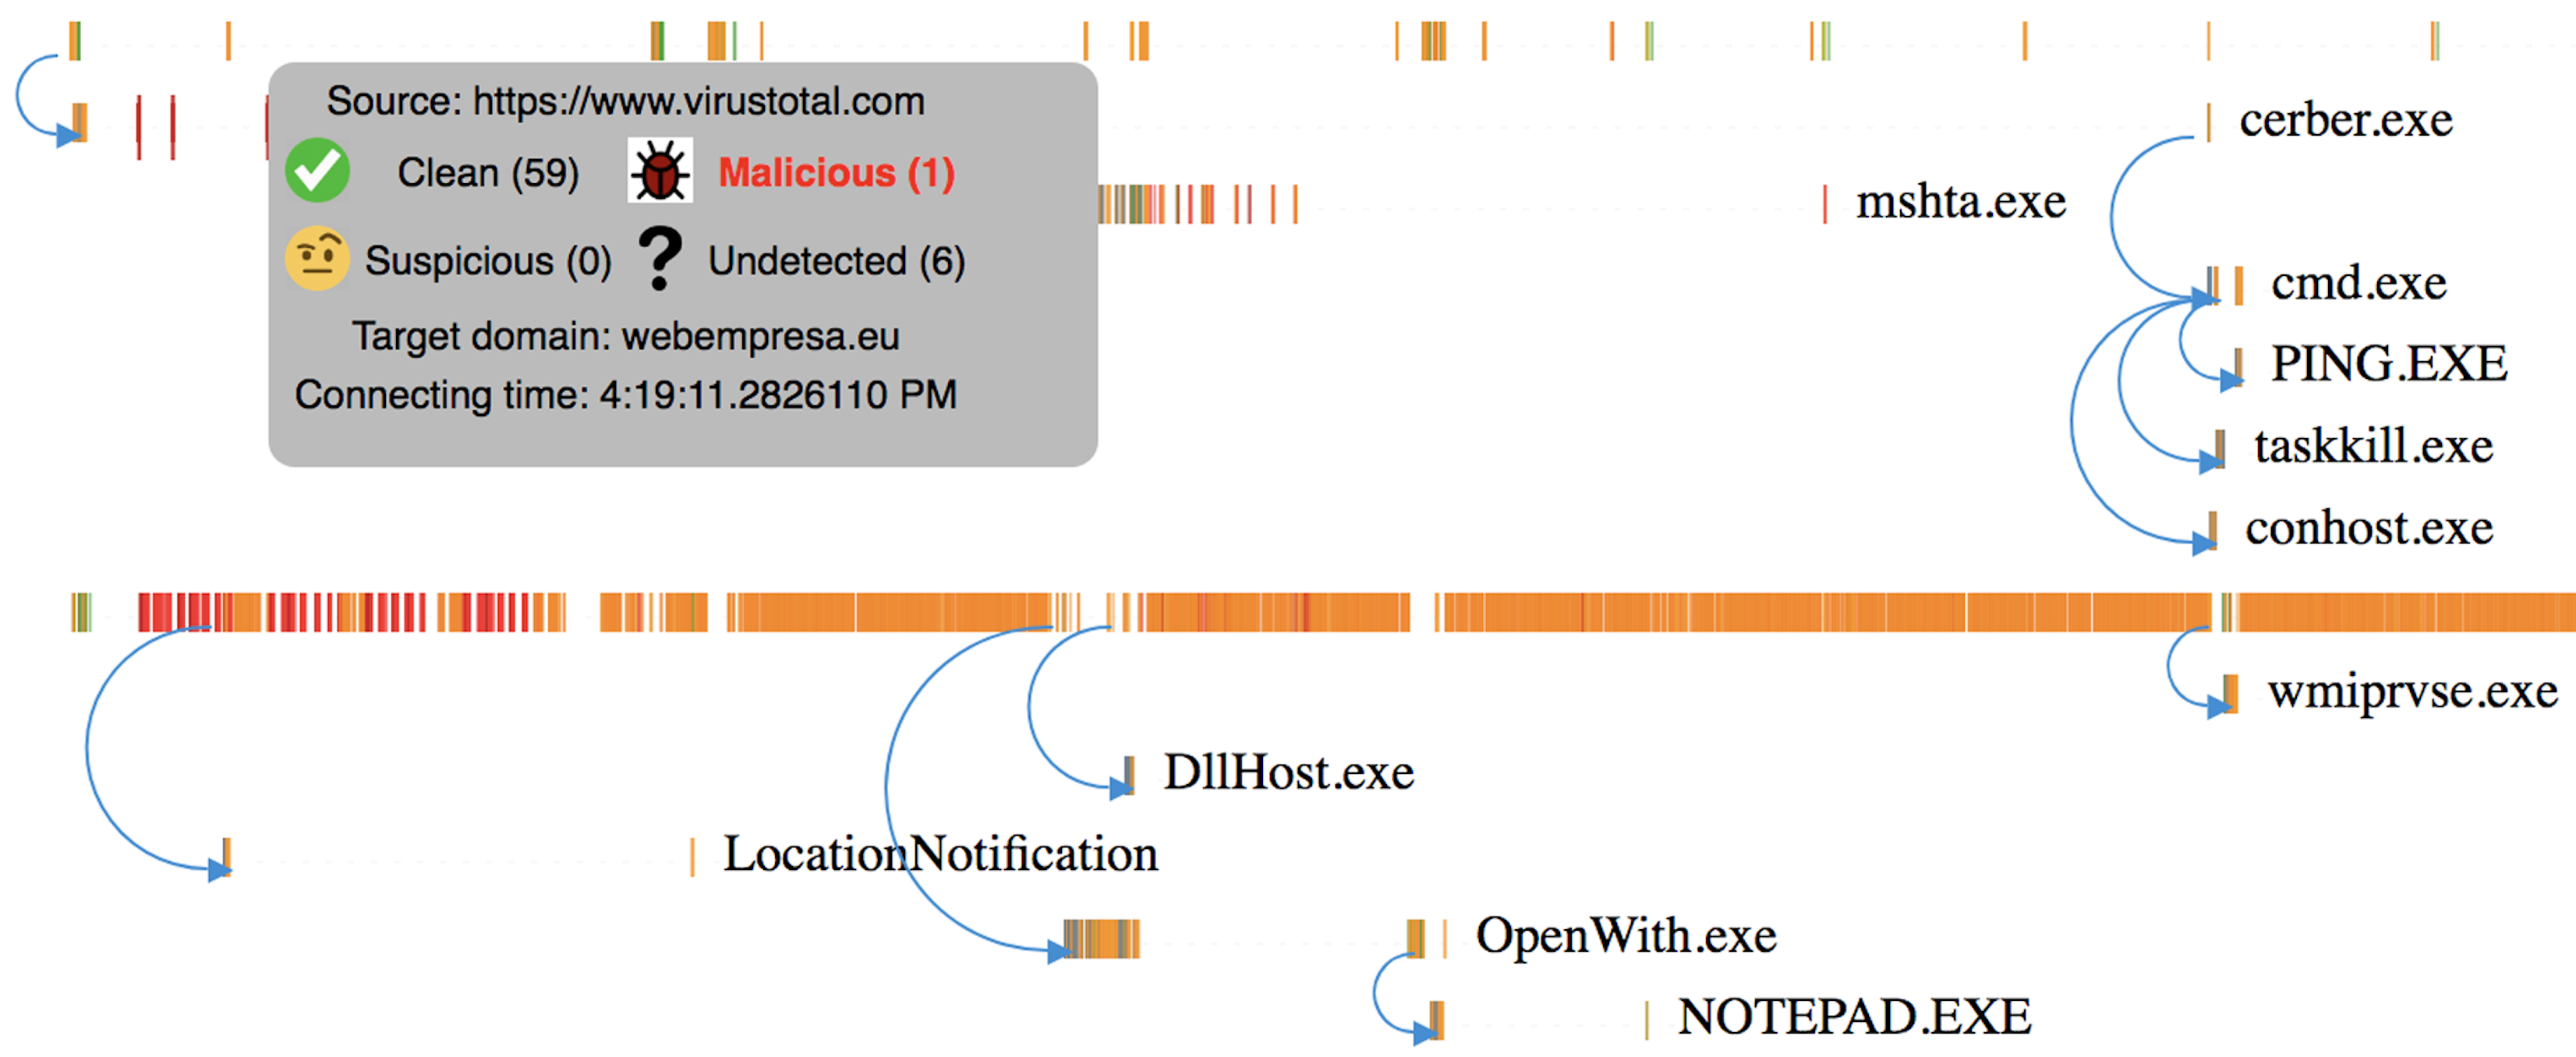 Source: https://www.virustotal.com
Clean (59) Malicious (1)
Suspicious (0) ? Undetected (6)
Target domain: webempresa.eu
Connecting time: 4:19:11.2826110 PM
cerber.exe
mshta.exe
cmd.exe
PING.EXE
taskkill.exe
conhost.exe
wmiprvse.exe
DllHost.exe
LocationNotification
OpenWith.exe
NOTEPAD.EXE